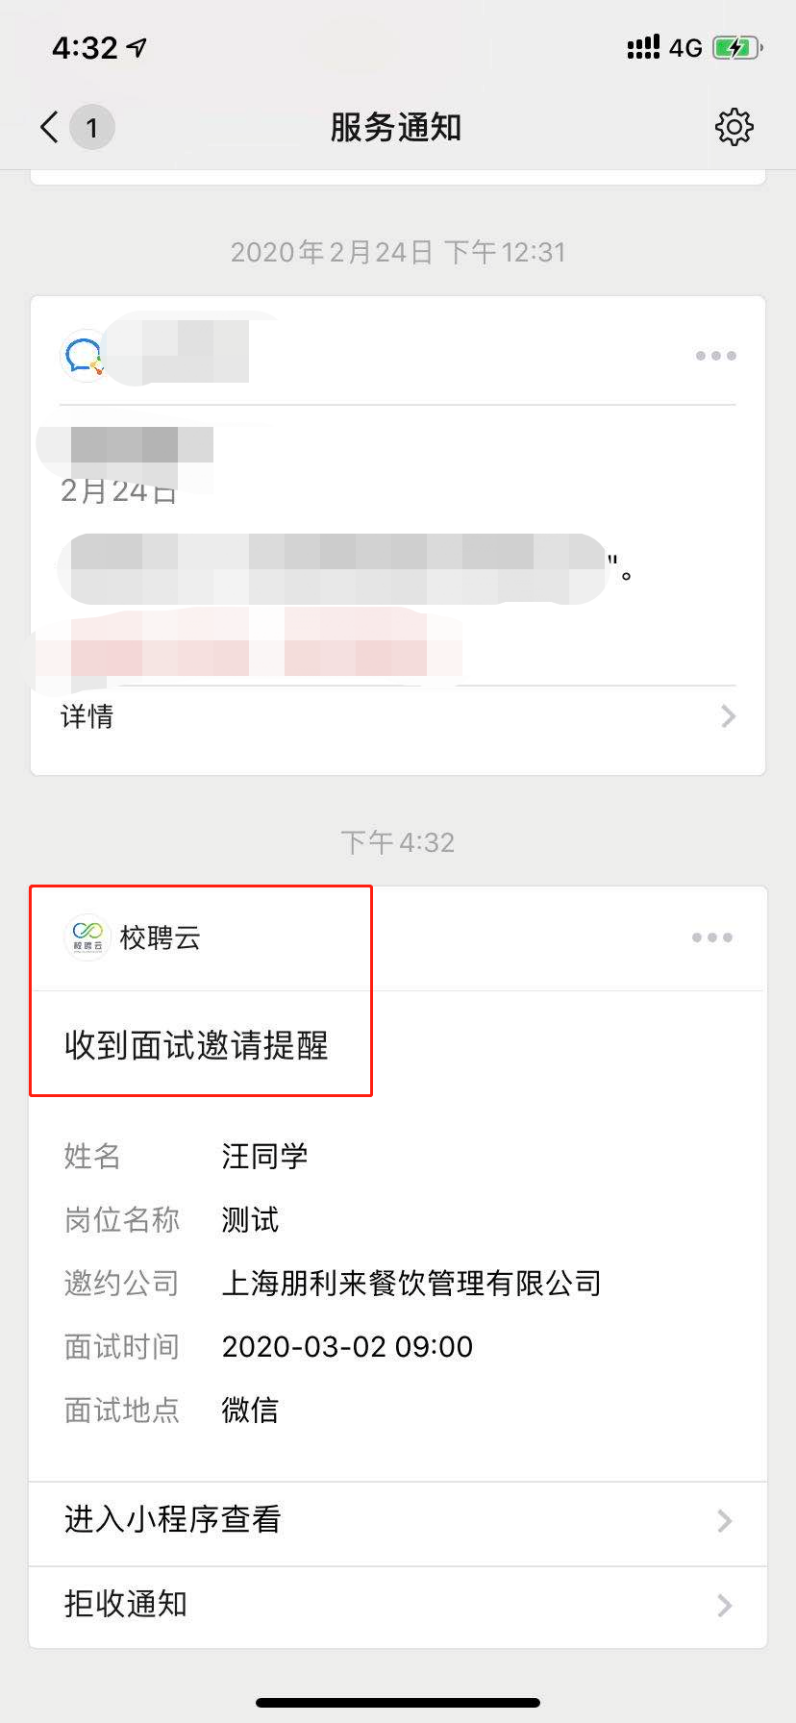 4:32
4G
1
服务通知
2020年2月24日 下午12:31
2月24日
"。
详情
下午4:32
校聘云
校聘云
收到面试邀请提醒
姓名 汪同学
岗位名称 测试
邀约公司 上海朋利来餐饮管理有限公司
面试时间 2020-03-02 09:00
面试地点 微信
进入小程序查看
拒收通知